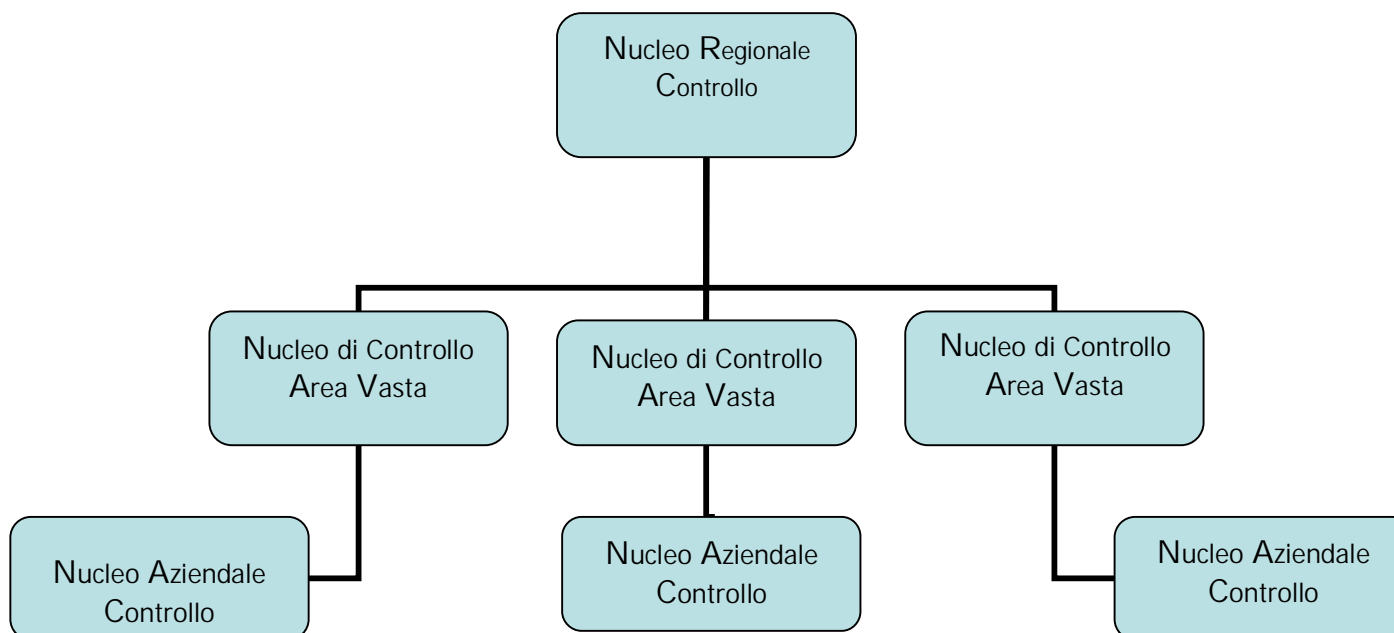 Nucleo Regionale
Controllo
Nucleo di Controllo
Area Vasta
Nucleo di Controllo
Area Vasta
Nucleo di Controllo
Area Vasta
Nucleo Aziendale
Controllo
Nucleo Aziendale
Controllo
Nucleo Aziendale
Controllo